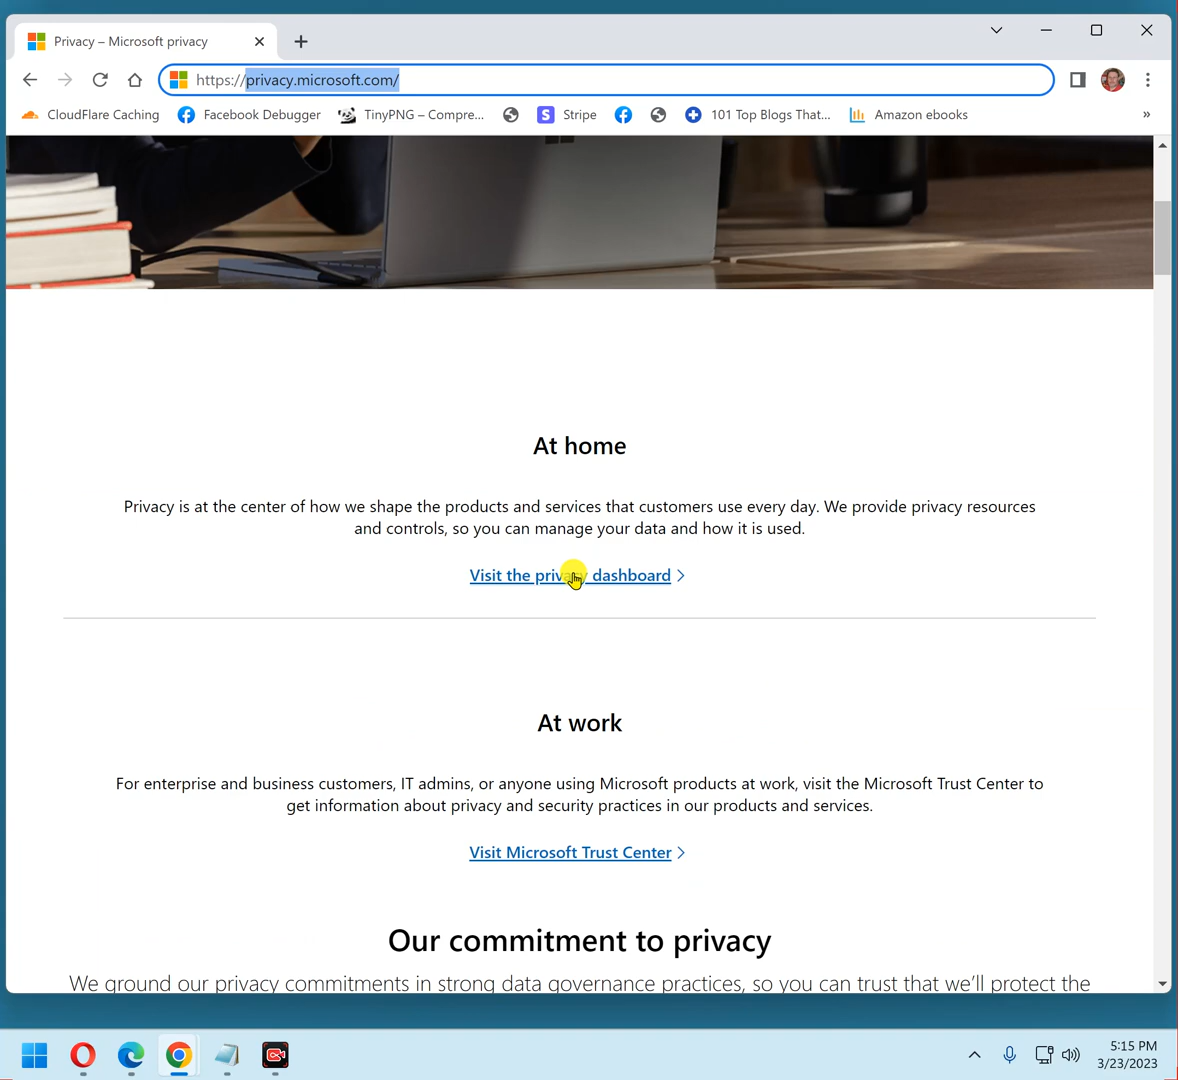 Privacy – Microsoft privacy
https://privacy.microsoft.com/
CloudFlare Caching Facebook Debugger TinyPNG – Compre... Stripe 101 Top Blogs That... Amazon ebooks »
At home
Privacy is at the center of how we shape the products and services that customers use every day. We provide privacy resources
and controls, so you can manage your data and how it is used.
Visit the privacy dashboard
At work
For enterprise and business customers, IT admins, or anyone using Microsoft products at work, visit the Microsoft Trust Center to
get information about privacy and security practices in our products and services.
Visit Microsoft Trust Center
Our commitment to privacy
We ground our privacy commitments in strong data governance practices, so you can trust that we'll protect the
5:15 PM
3/23/2023